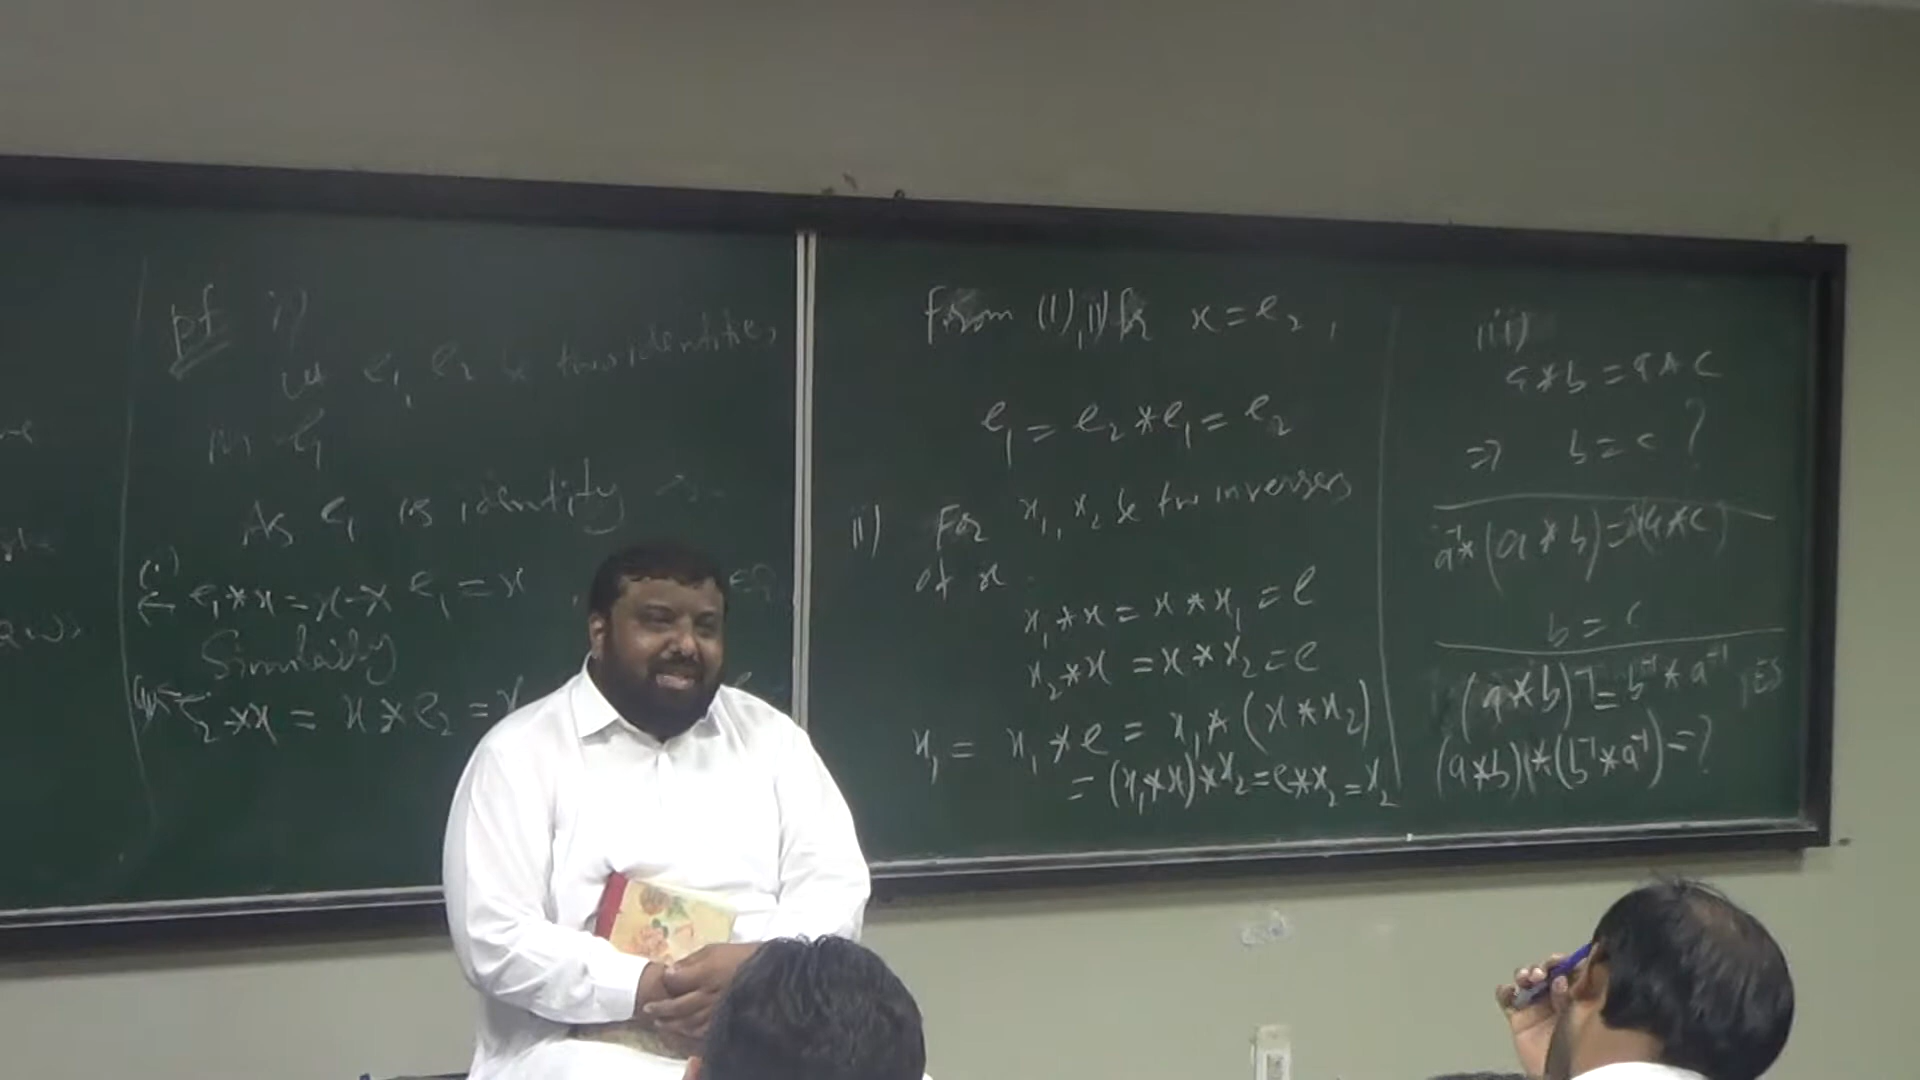 pf i)
Let e₁, e₂ be two identities
in G
As e₁ is identity
(i) ← e₁ * x = x * e₁ = x ,
Similarly
e₂ * x = x * e₂ = x
From (i), ii) for x = e₂ ,
e₁ = e₂ * e₁ = e₂
ii) For x₁, x₂ be two inverses
of x .
x₁ * x = x * x₁ = e
x₂ * x = x * x₂ = e
x₁ = x₁ * e = x₁ * (x * x₂)
= (x₁ * x) * x₂ = e * x₂ = x₂
iii)
a * b = a * c
⇒ b = c ?
a⁻¹ * (a * b) = a⁻¹(a * c)
b = c
(a * b)⁻¹ = b⁻¹ * a⁻¹ YES
(a * b) * (b⁻¹ * a⁻¹) = ?